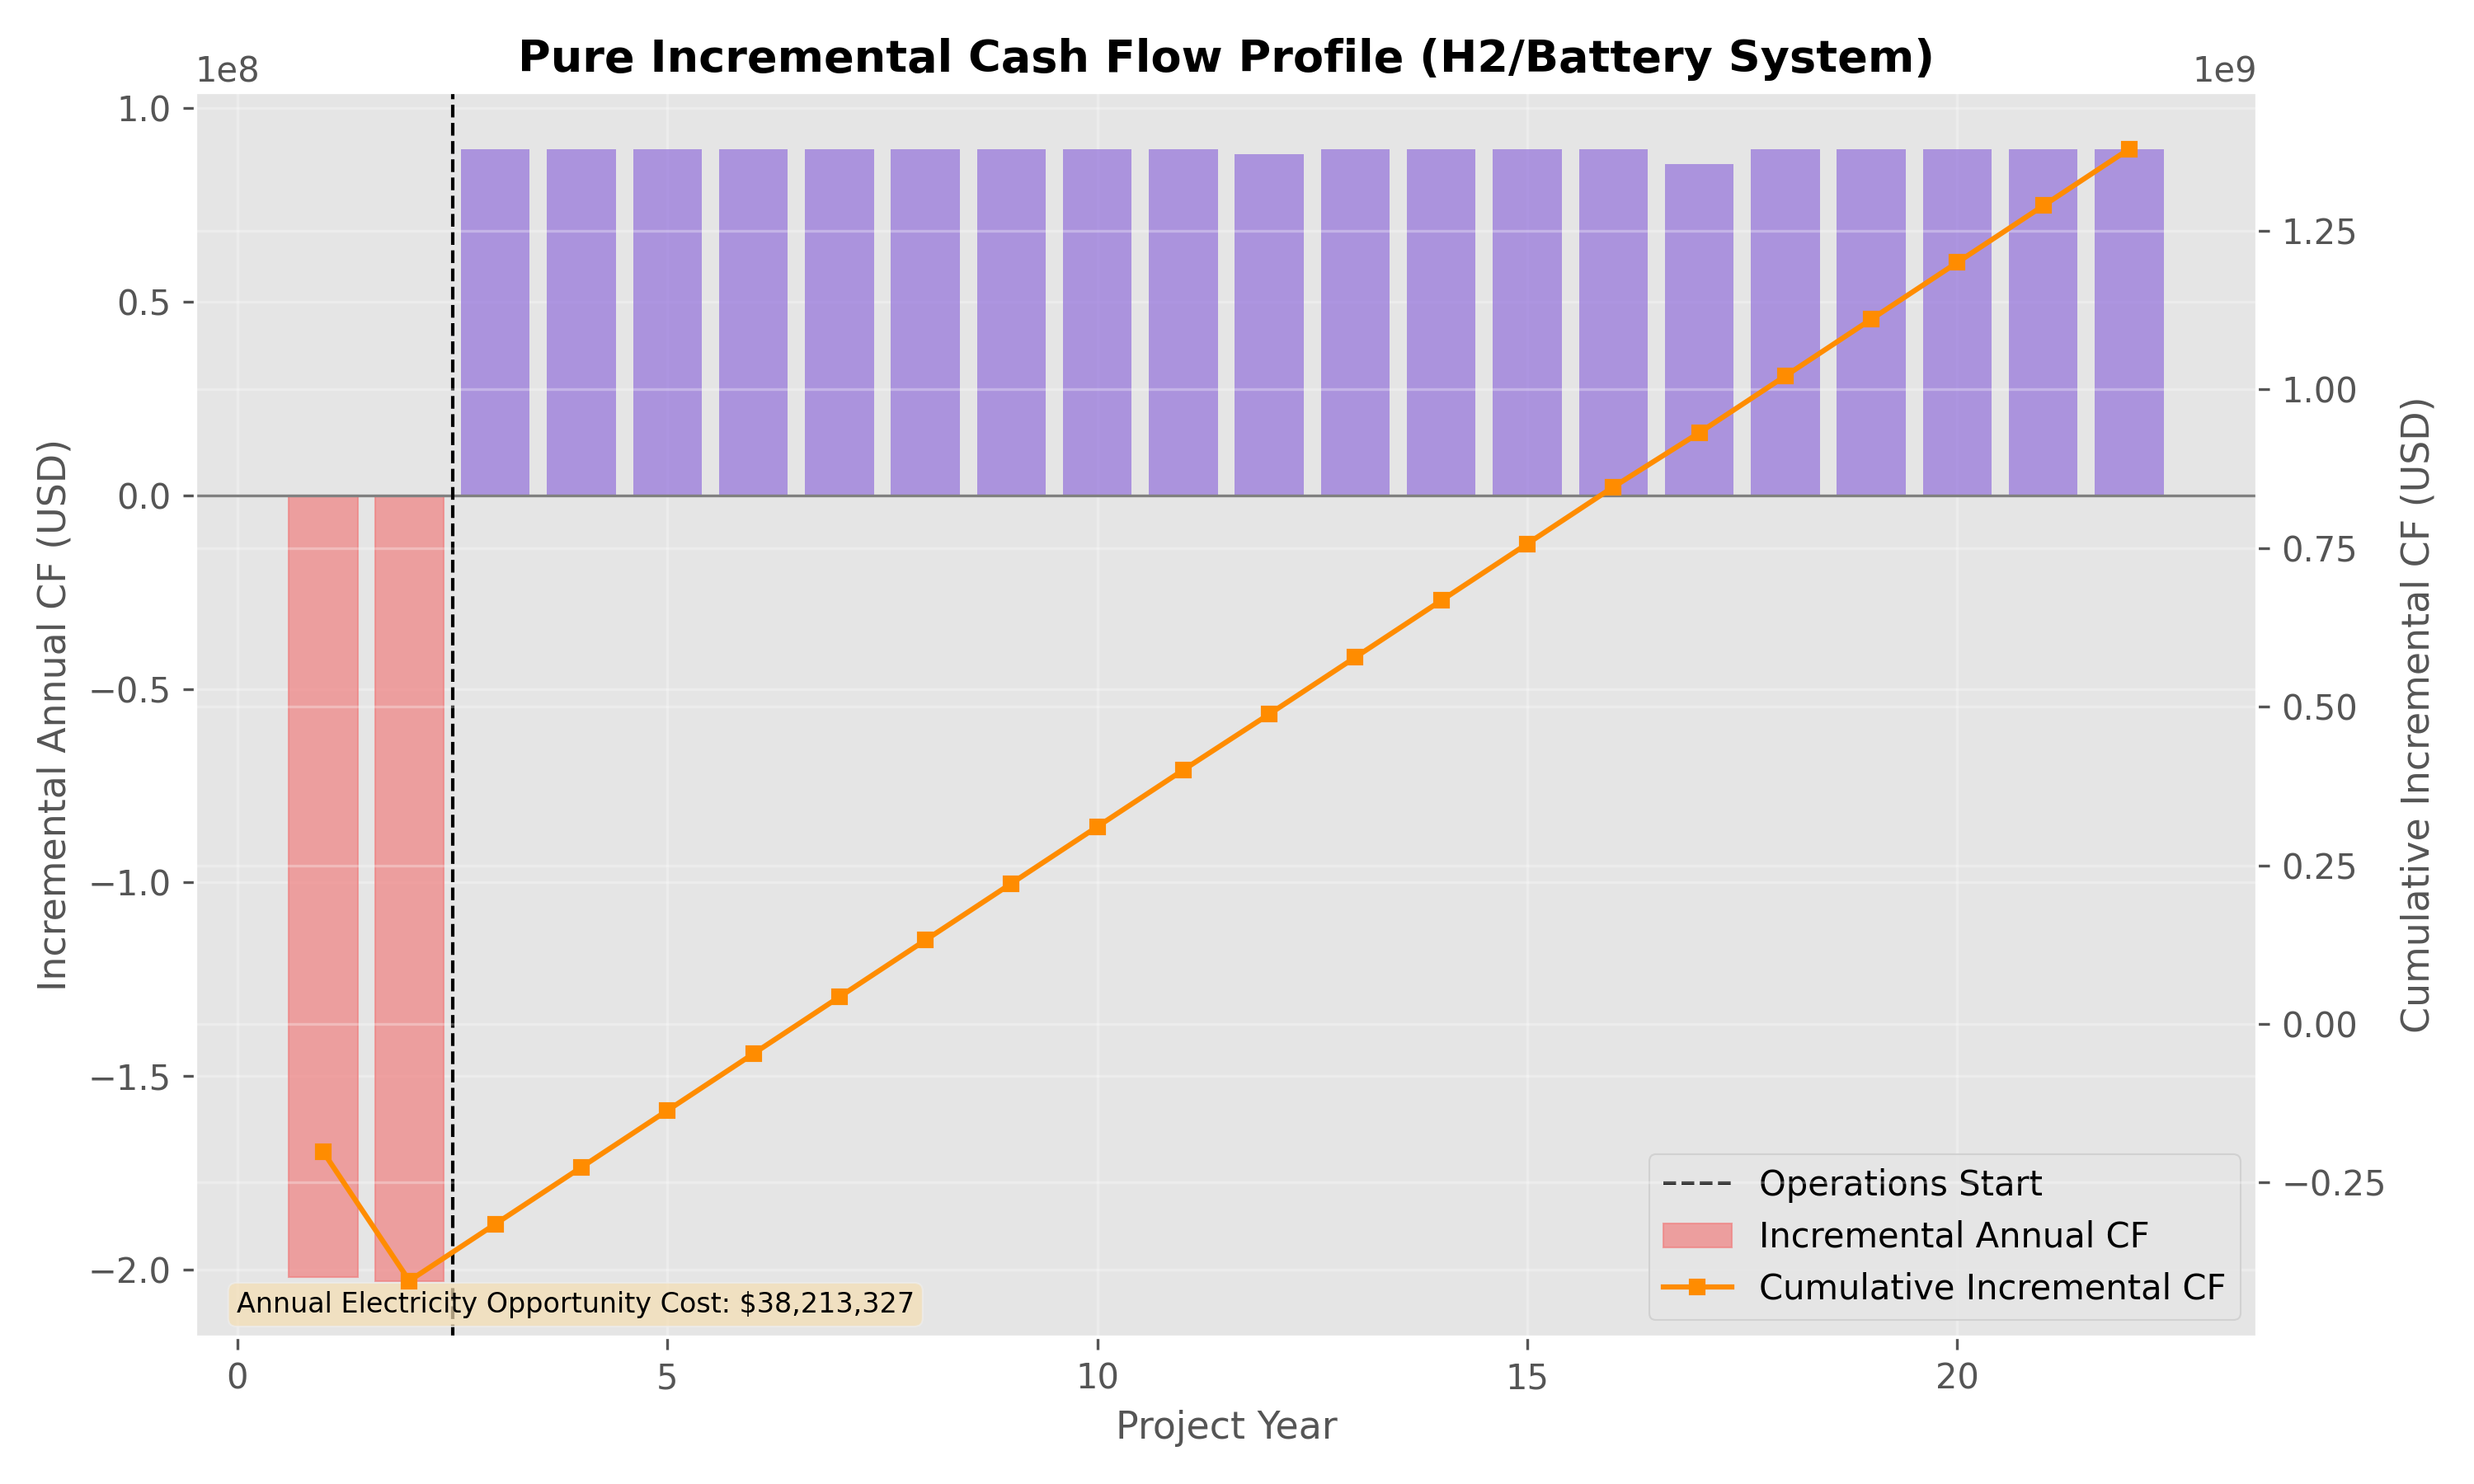 Pure Incremental Cash Flow Profile (H2/Battery System)
1e8
1e9
1.0
0.5
0.0
−0.5
−1.0
−1.5
−2.0
Incremental Annual CF (USD)
1.25
1.00
0.75
0.50
0.25
0.00
−0.25
Cumulative Incremental CF (USD)
Operations Start
Incremental Annual CF
Cumulative Incremental CF
Annual Electricity Opportunity Cost: $38,213,327
0
5
10
15
20
Project Year